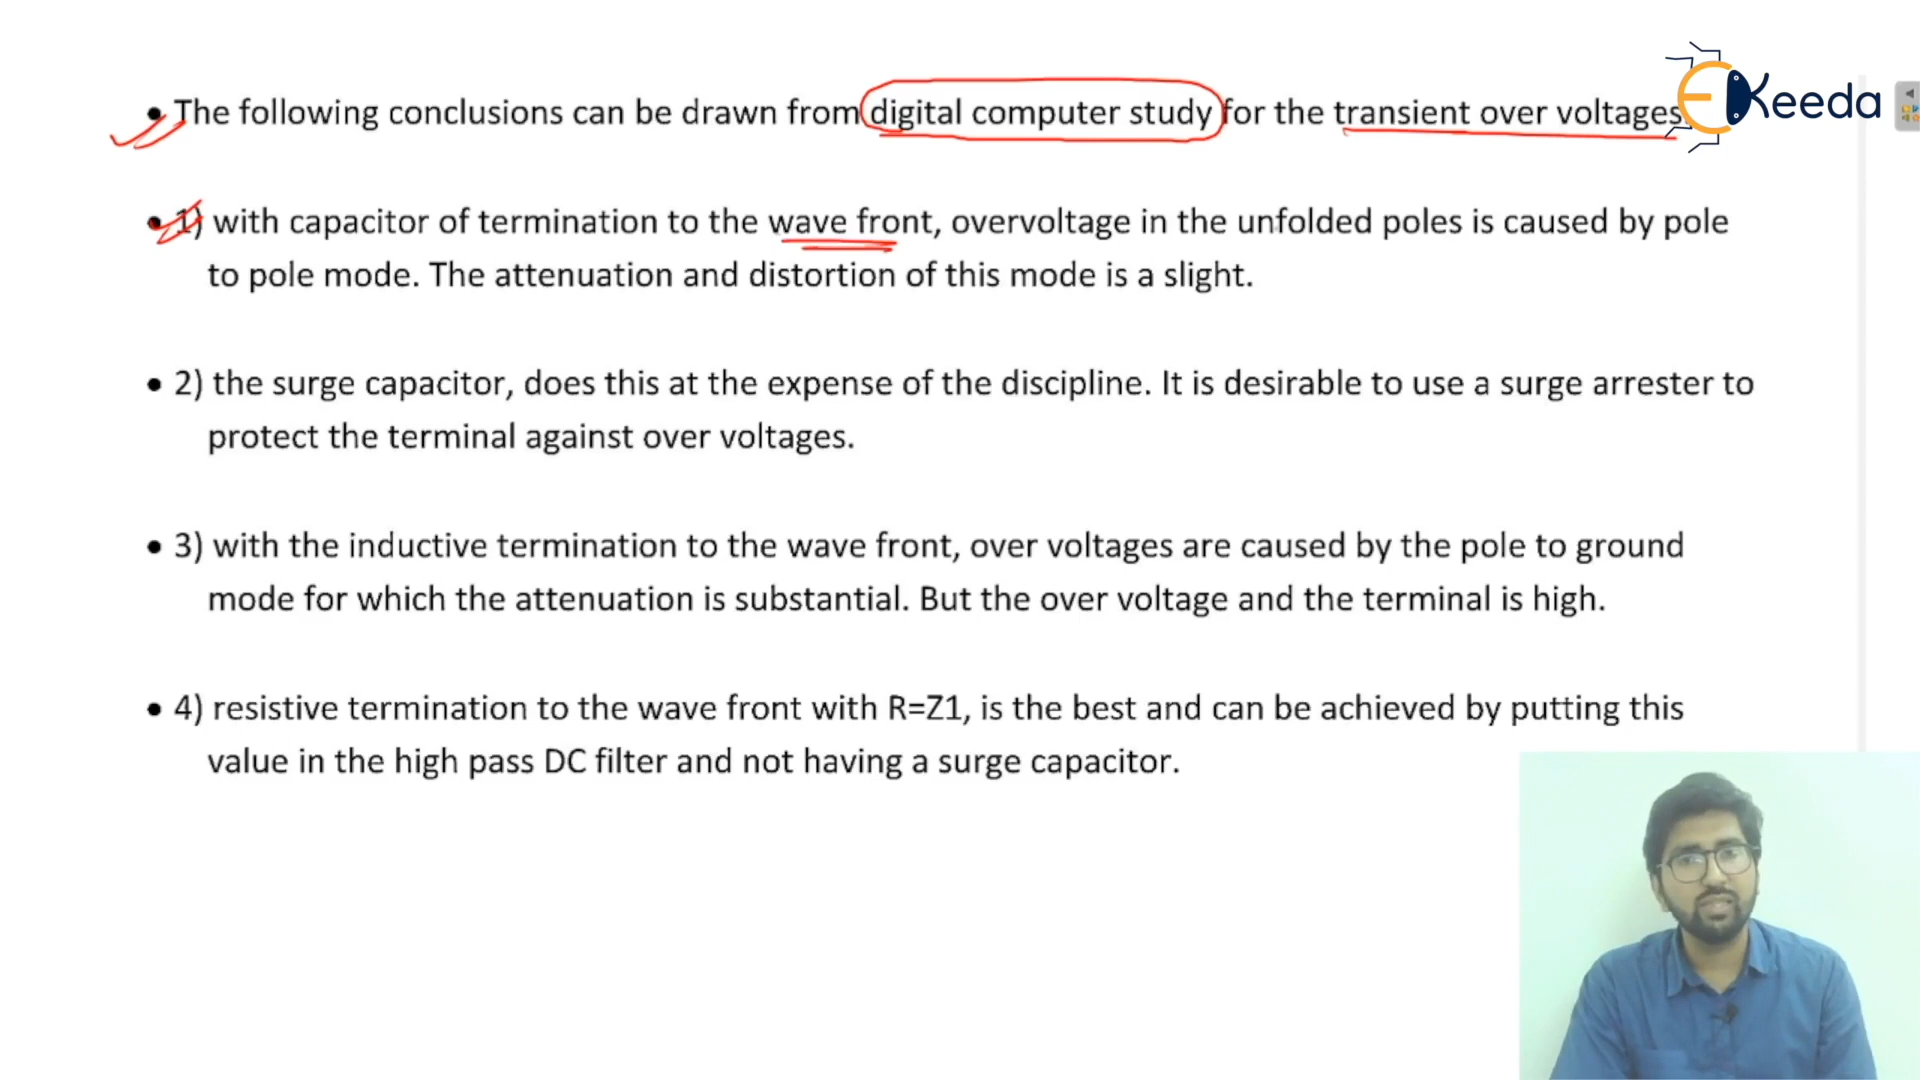 • The following conclusions can be drawn from digital computer study for the transient over voltages
EKeeda
• 1) with capacitor of termination to the wave front, overvoltage in the unfolded poles is caused by pole
to pole mode. The attenuation and distortion of this mode is a slight.
• 2) the surge capacitor, does this at the expense of the discipline. It is desirable to use a surge arrester to
protect the terminal against over voltages.
• 3) with the inductive termination to the wave front, over voltages are caused by the pole to ground
mode for which the attenuation is substantial. But the over voltage and the terminal is high.
• 4) resistive termination to the wave front with R=Z1, is the best and can be achieved by putting this
value in the high pass DC filter and not having a surge capacitor.